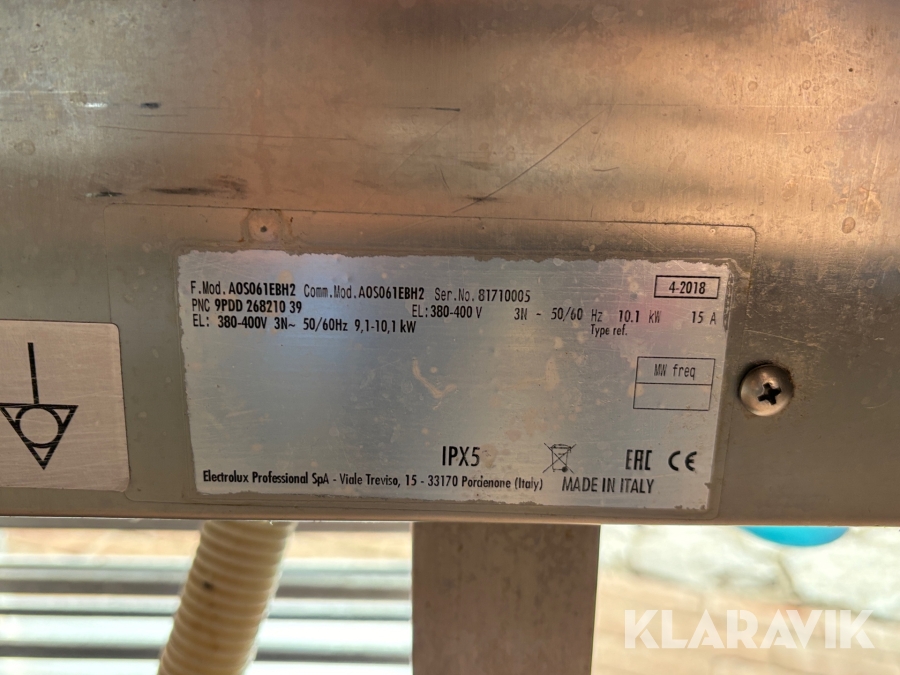 F.Mod. AOS061EBH2 Comm.Mod. AOS061EBH2 Ser.No. 81710005
4-2018
PNC 9PDD 268210 39
EL:380-400 V 3N ~ 50/60 Hz 10.1 kW 15 A
EL: 380-400V 3N~ 50/60Hz 9,1-10,1 kW
Type ref.
MW freq
IPX5
EAC CE
Electrolux Professional SpA - Viale Treviso, 15 - 33170 Pordenone (Italy) MADE IN ITALY
KLARAVIK